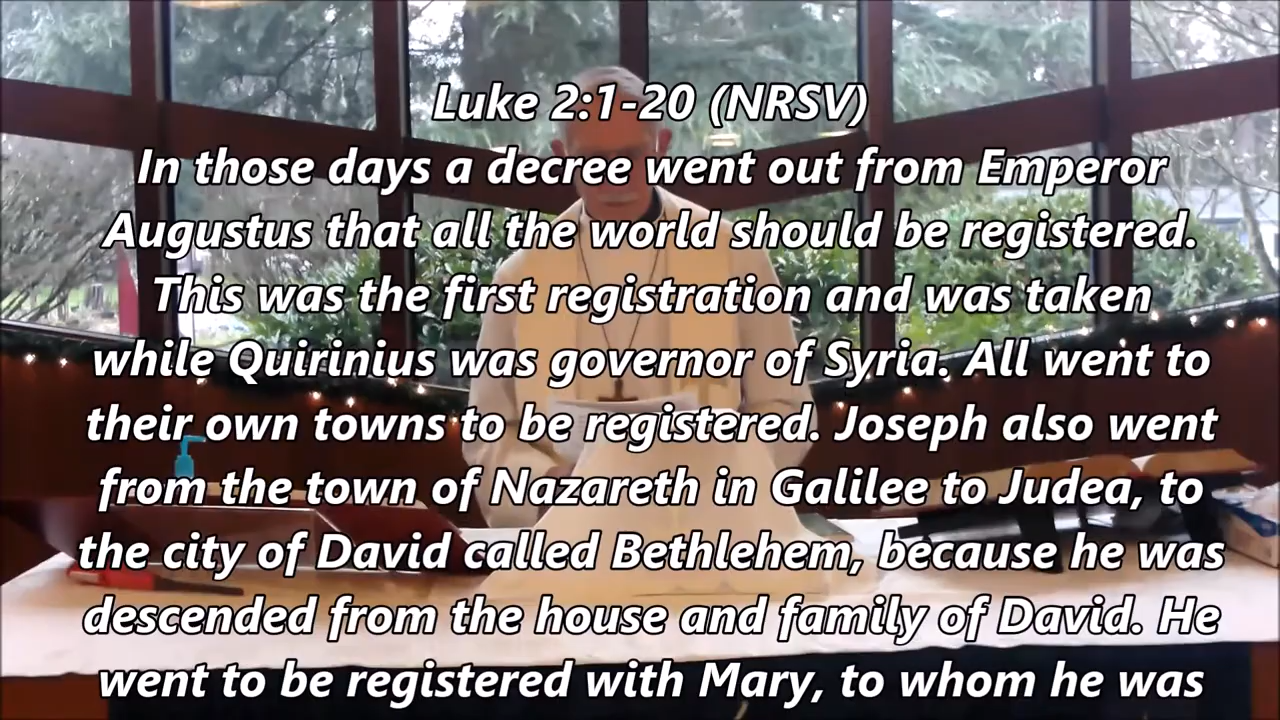 Luke 2:1-20 (NRSV)
In those days a decree went out from Emperor
Augustus that all the world should be registered.
This was the first registration and was taken
while Quirinius was governor of Syria. All went to
their own towns to be registered. Joseph also went
from the town of Nazareth in Galilee to Judea, to
the city of David called Bethlehem, because he was
descended from the house and family of David. He
went to be registered with Mary, to whom he was